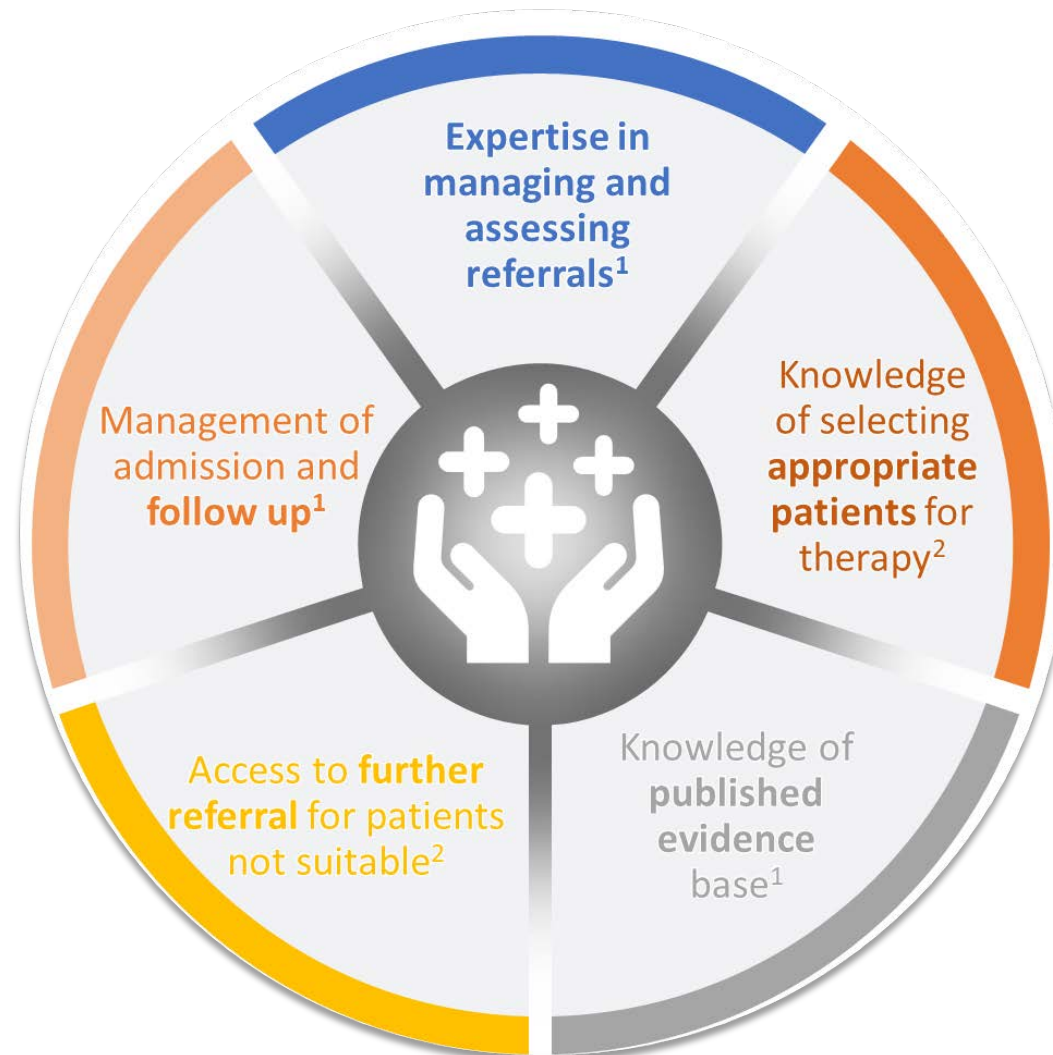 Expertise in
managing and
assessing
referrals¹
Knowledge
of selecting
appropriate
patients for
therapy²
Knowledge of
published
evidence
base¹
Access to further
referral for patients
not suitable²
Management of
admission and
follow up¹